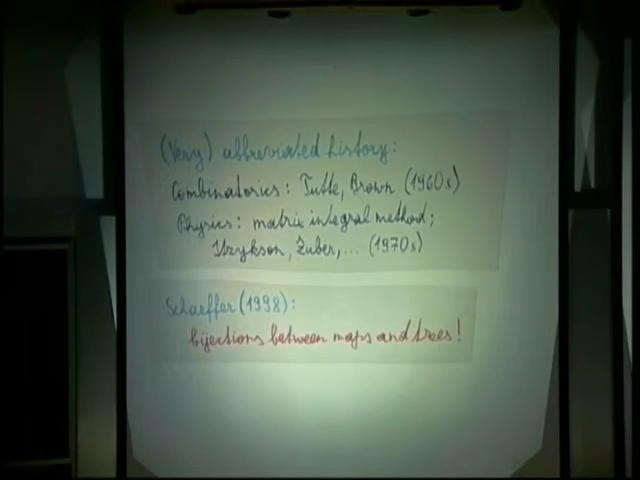 (Very) abbreviated history:
Combinatorics: Tutte, Brown (1960s)
Physics: matrix integral method;
Itzykson, Zuber,... (1970s)
Schaeffer (1998):
bijections between maps and trees!